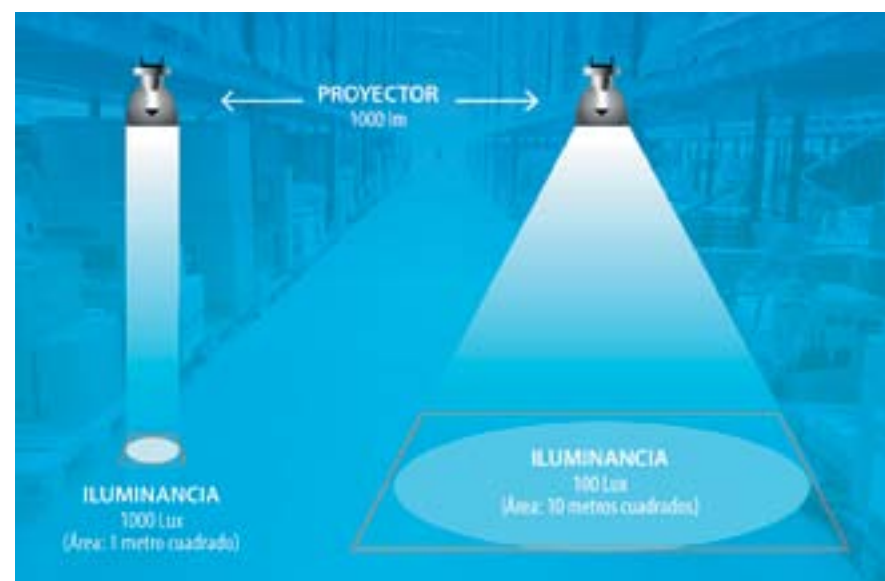 PROYECTOR
1000 lm
ILUMINANCIA
1000 Lux
(Área: 1 metro cuadrado)
ILUMINANCIA
100 Lux
(Área: 10 metros cuadrados)